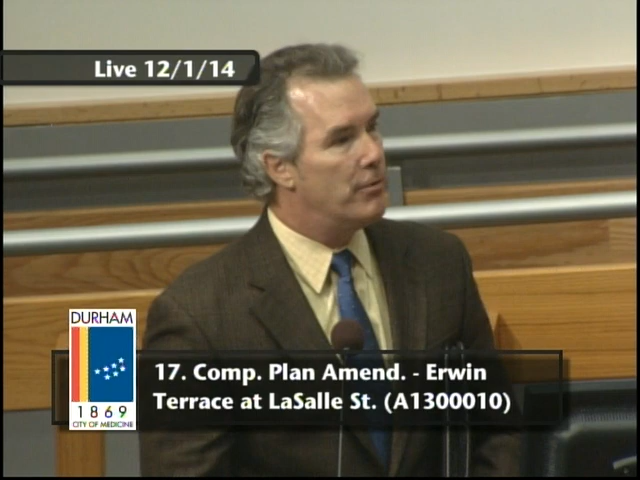 Live 12/1/14
DURHAM
1869
CITY OF MEDICINE
17. Comp. Plan Amend. - Erwin
Terrace at LaSalle St. (A1300010)